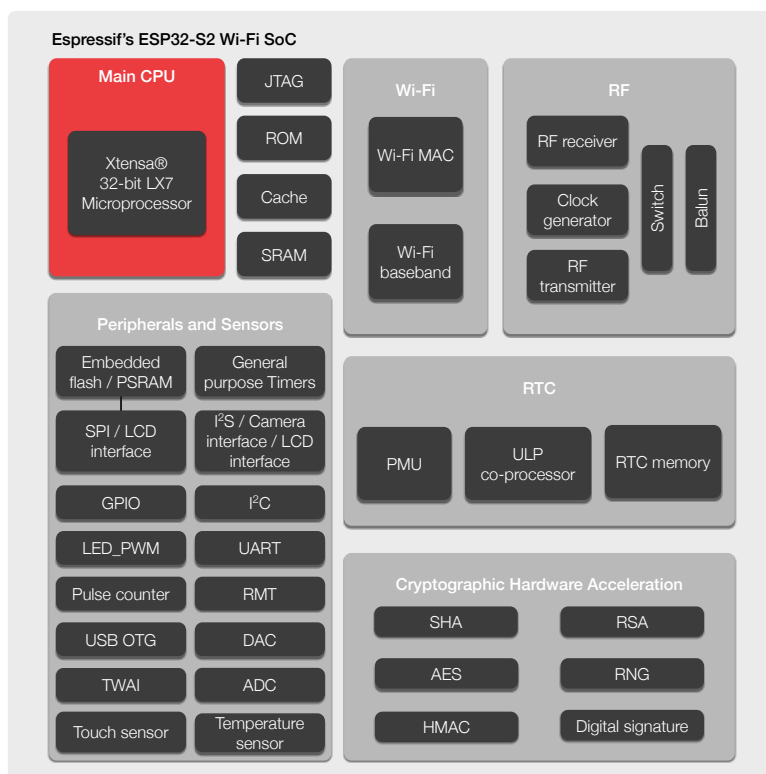 Espressif's ESP32-S2 Wi-Fi SoC
Main CPU
Xtensa®
32-bit LX7
Microprocessor
JTAG
ROM
Cache
SRAM
Wi-Fi
Wi-Fi MAC
Wi-Fi
baseband
RF
RF receiver
Clock
generator
RF
transmitter
Switch
Balun
Peripherals and Sensors
Embedded
flash / PSRAM
General
purpose Timers
SPI / LCD
interface
I²S / Camera
interface / LCD
interface
GPIO
I²C
LED_PWM
UART
Pulse counter
RMT
USB OTG
DAC
TWAI
ADC
Touch sensor
Temperature
sensor
RTC
PMU
ULP
co-processor
RTC memory
Cryptographic Hardware Acceleration
SHA
RSA
AES
RNG
HMAC
Digital signature